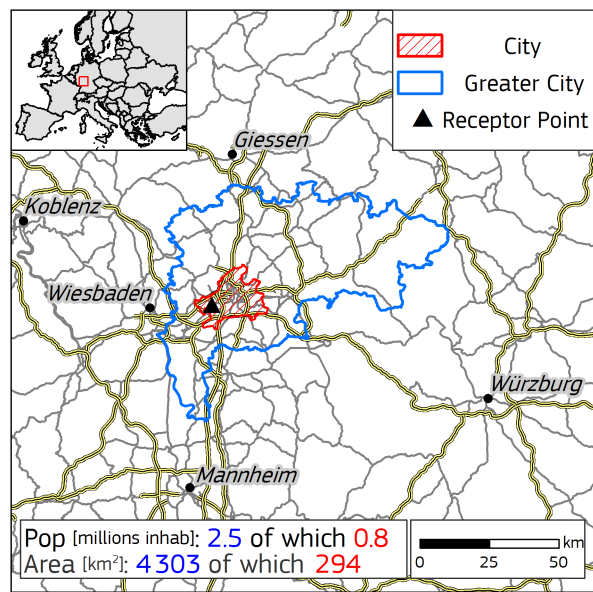 City
Greater City
Receptor Point
Giessen
Koblenz
Wiesbaden
Würzburg
Mannheim
Pop [millions inhab]: 2.5 of which 0.8
Area [km²]: 4303 of which 294
km
0 25 50